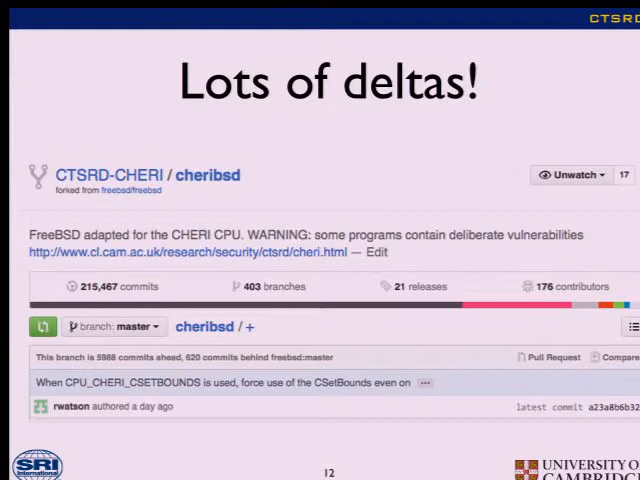 CTSRD
Lots of deltas!
CTSRD-CHERI / cheribsd
Unwatch
17
forked from freebsd/freebsd
FreeBSD adapted for the CHERI CPU. WARNING: some programs contain deliberate vulnerabilities
http://www.cl.cam.ac.uk/research/security/ctsrd/cheri.html — Edit
215,467 commits
403 branches
21 releases
176 contributors
branch: master
cheribsd / +
This branch is 5988 commits ahead, 620 commits behind freebsd:master
Pull Request
Compare
When CPU_CHERI_CSETBOUNDS is used, force use of the CSetBounds even on ...
rwatson authored a day ago
latest commit a23a8b6b32
SRI
International
12
UNIVERSITY OF
CAMBRIDGE